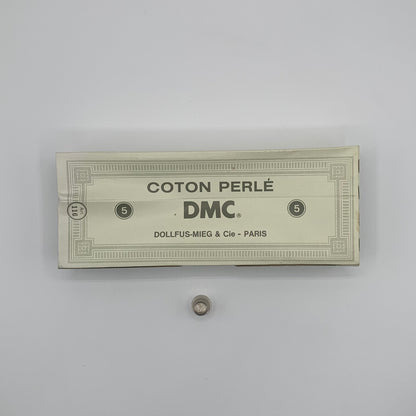 COTON PERLÉ
5 DMC® 5
116
DOLLFUS-MIEG & Cie - PARIS